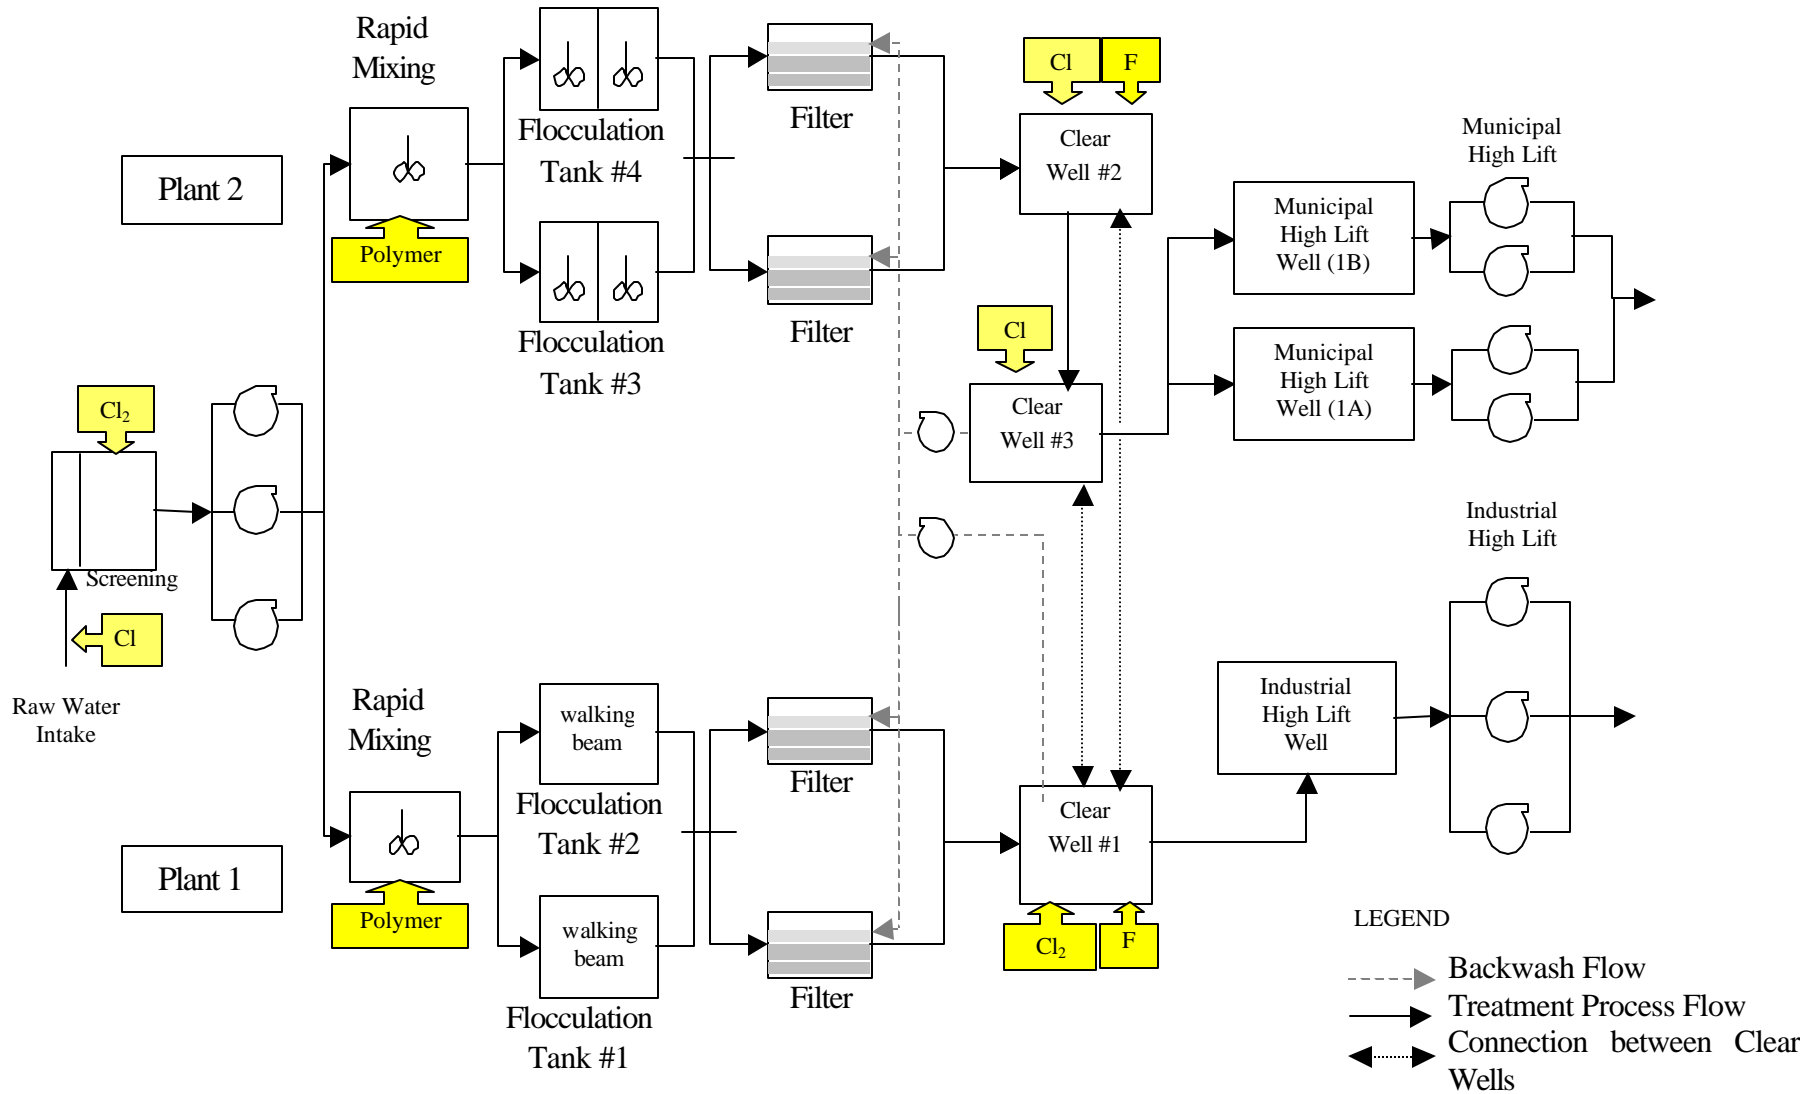 Rapid
Mixing
Plant 2
Polymer
Flocculation
Tank #4
Flocculation
Tank #3
Filter
Filter
Cl
F
Clear
Well #2
Cl
Clear
Well #3
Municipal
High Lift
Municipal
High Lift
Well (1B)
Municipal
High Lift
Well (1A)
Cl₂
Screening
Cl
Raw Water
Intake
Industrial
High Lift
Rapid
Mixing
Plant 1
Polymer
walking
beam
Flocculation
Tank #2
walking
beam
Flocculation
Tank #1
Filter
Filter
Clear
Well #1
Cl₂
F
Industrial
High Lift
Well
LEGEND
Backwash Flow
Treatment Process Flow
Connection between Clear
Wells